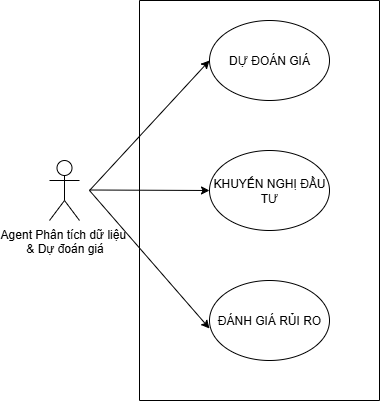 DỰ ĐOÁN GIÁ
KHUYẾN NGHỊ ĐẦU
TƯ
Agent Phân tích dữ liệu
& Dự đoán giá
ĐÁNH GIÁ RỦI RO